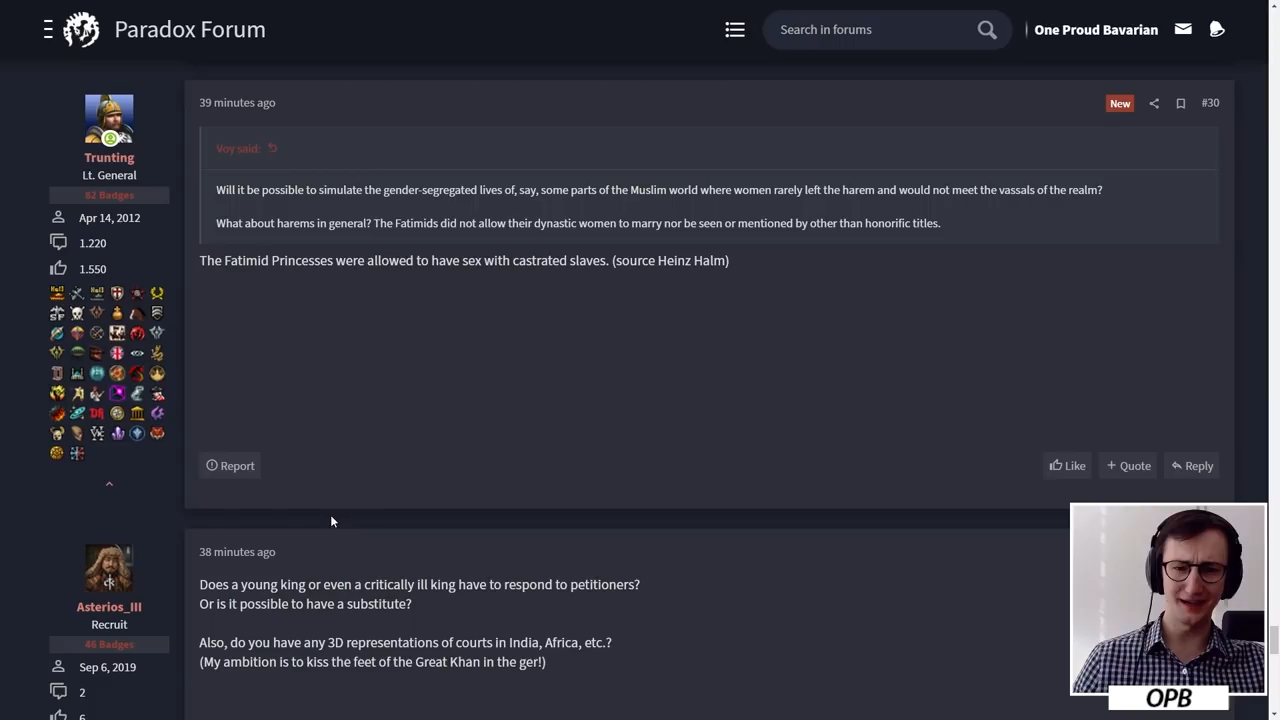 Paradox Forum
Search in forums
One Proud Bavarian
39 minutes ago
New
#30
Trunting
Lt. General
82 Badges
Apr 14, 2012
1.220
1.550
Voy said:
Will it be possible to simulate the gender-segregated lives of, say, some parts of the Muslim world where women rarely left the harem and would not meet the vassals of the realm?
What about harems in general? The Fatimids did not allow their dynastic women to marry nor be seen or mentioned by other than honorific titles.
The Fatimid Princesses were allowed to have sex with castrated slaves. (source Heinz Halm)
Report
Like
+ Quote
Reply
38 minutes ago
Asterios_III
Recruit
46 Badges
Sep 6, 2019
2
6
Does a young king or even a critically ill king have to respond to petitioners?
Or is it possible to have a substitute?
Also, do you have any 3D representations of courts in India, Africa, etc.?
(My ambition is to kiss the feet of the Great Khan in the ger!)
OPB